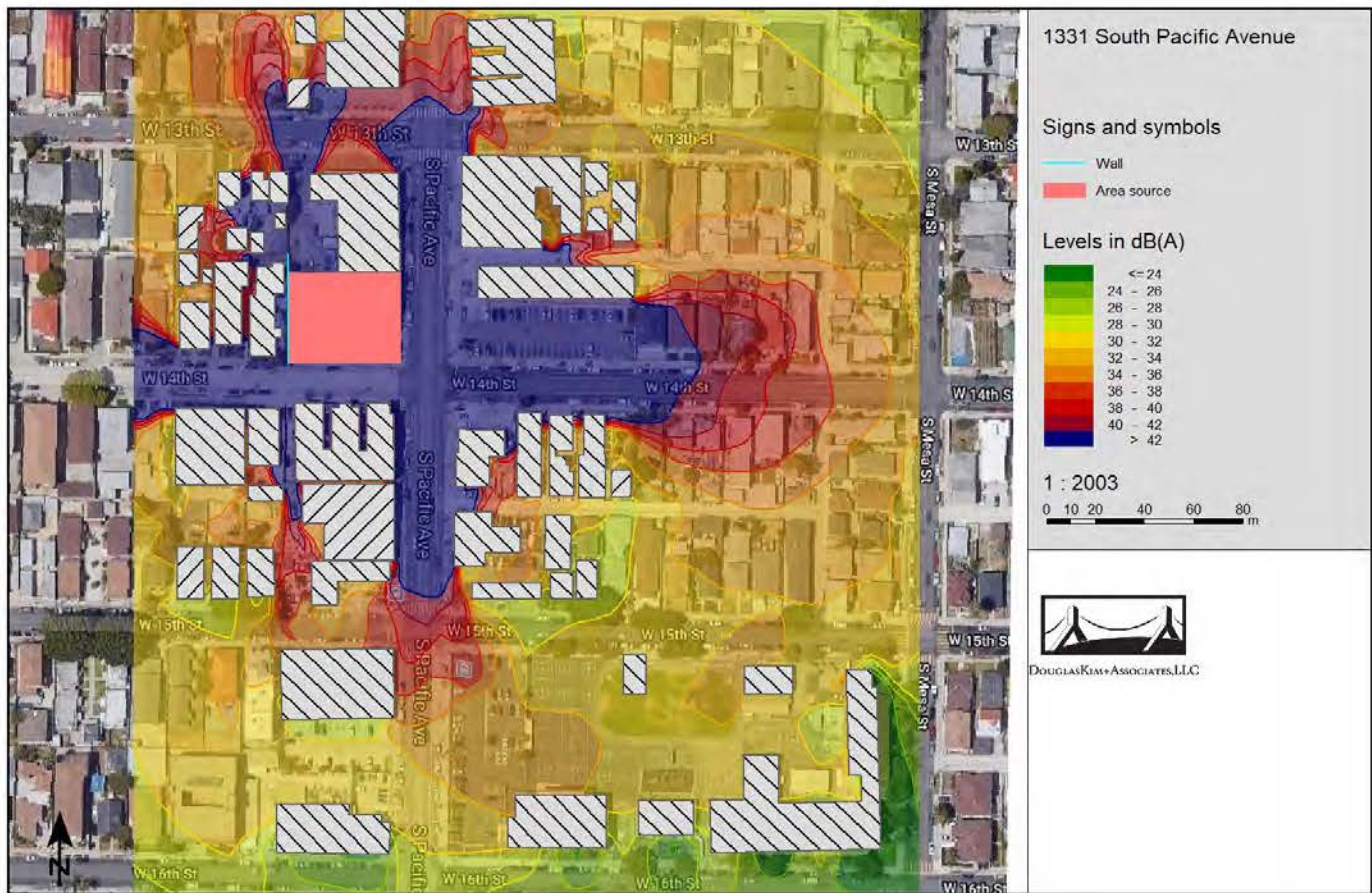 1331 South Pacific Avenue
Signs and symbols
Wall
Area source
Levels in dB(A)
<= 24
24 - 26
26 - 28
28 - 30
30 - 32
32 - 34
34 - 36
36 - 38
38 - 40
40 - 42
> 42
1 : 2003
0 10 20 40 60 80
m
DOUGLASKIM+ASSOCIATES,LLC
W 13th St
W 13th St
W 13th St
W 13th St
S Pacific Ave
S Mesa St
W 14th St
W 14th St
W 14th St
W 14th St
S Pacific Ave
S Mesa St
W 15th St
W 15th St
W 15th St
W 15th St
S Pacific Ave
S Mesa St
W 16th St
W 16th St
W 16th St
S Pacific Ave
N